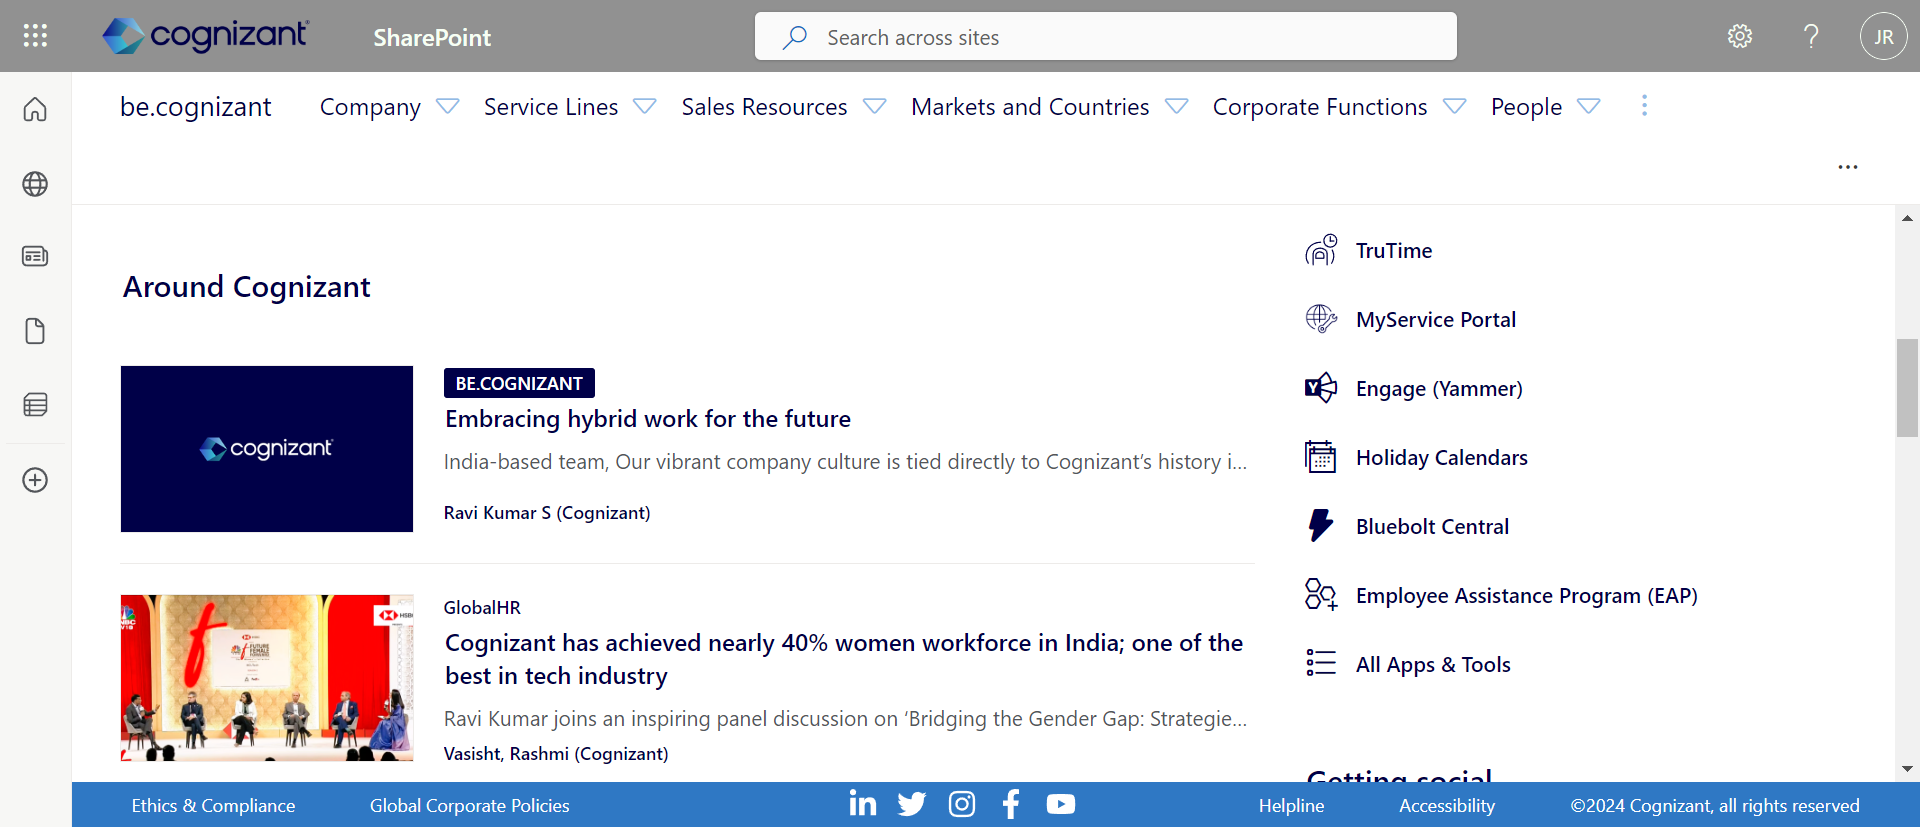 cognizant
SharePoint
Search across sites
JR
be.cognizant
Company
Service Lines
Sales Resources
Markets and Countries
Corporate Functions
People
...
Around Cognizant
cognizant
BE.COGNIZANT
Embracing hybrid work for the future
India-based team, Our vibrant company culture is tied directly to Cognizant's history i...
Ravi Kumar S (Cognizant)
HSBC
FUTURE
FEMALE
GlobalHR
Cognizant has achieved nearly 40% women workforce in India; one of the
best in tech industry
Ravi Kumar joins an inspiring panel discussion on ‘Bridging the Gender Gap: Strategie...
Vasisht, Rashmi (Cognizant)
TruTime
MyService Portal
Engage (Yammer)
Holiday Calendars
Bluebolt Central
Employee Assistance Program (EAP)
All Apps & Tools
Getting social
Ethics & Compliance
Global Corporate Policies
Helpline
Accessibility
©2024 Cognizant, all rights reserved